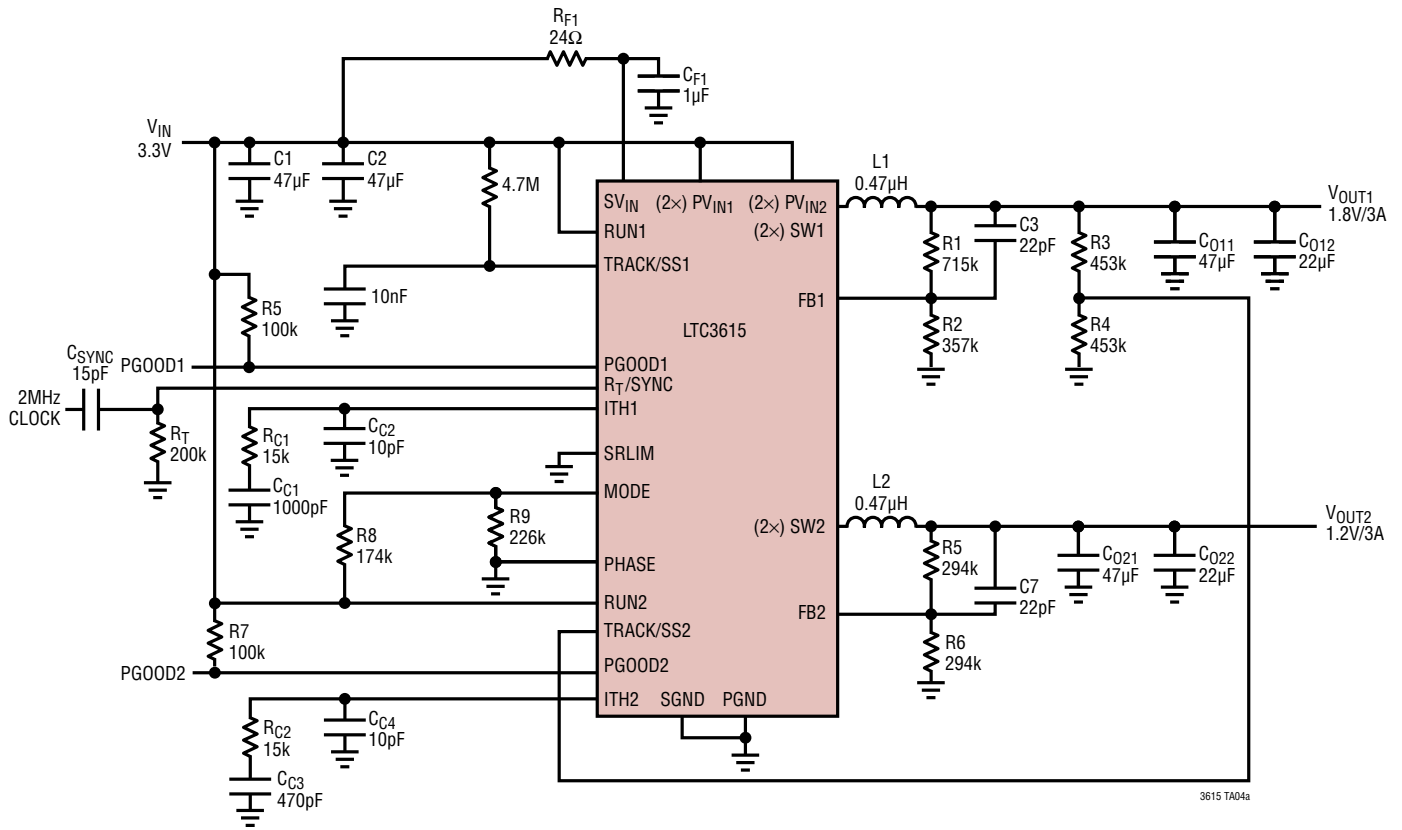 RF1
24Ω
CF1
1µF
VIN
3.3V
C1
47µF
C2
47µF
4.7M
10nF
R5
100k
PGOOD1
CSYNC
15pF
2MHz
CLOCK
RT
200k
RC1
15k
CC1
1000pF
CC2
10pF
R8
174k
R9
226k
R7
100k
PGOOD2
RC2
15k
CC3
470pF
CC4
10pF
SVIN
(2×) PVIN1
(2×) PVIN2
RUN1
(2×) SW1
TRACK/SS1
FB1
LTC3615
PGOOD1
RT/SYNC
ITH1
SRLIM
MODE
(2×) SW2
PHASE
RUN2
FB2
TRACK/SS2
PGOOD2
ITH2
SGND
PGND
L1
0.47µH
R1
715k
C3
22pF
R2
357k
R3
453k
R4
453k
CO11
47µF
CO12
22µF
VOUT1
1.8V/3A
L2
0.47µH
R5
294k
C7
22pF
R6
294k
CO21
47µF
CO22
22µF
VOUT2
1.2V/3A
3615 TA04a